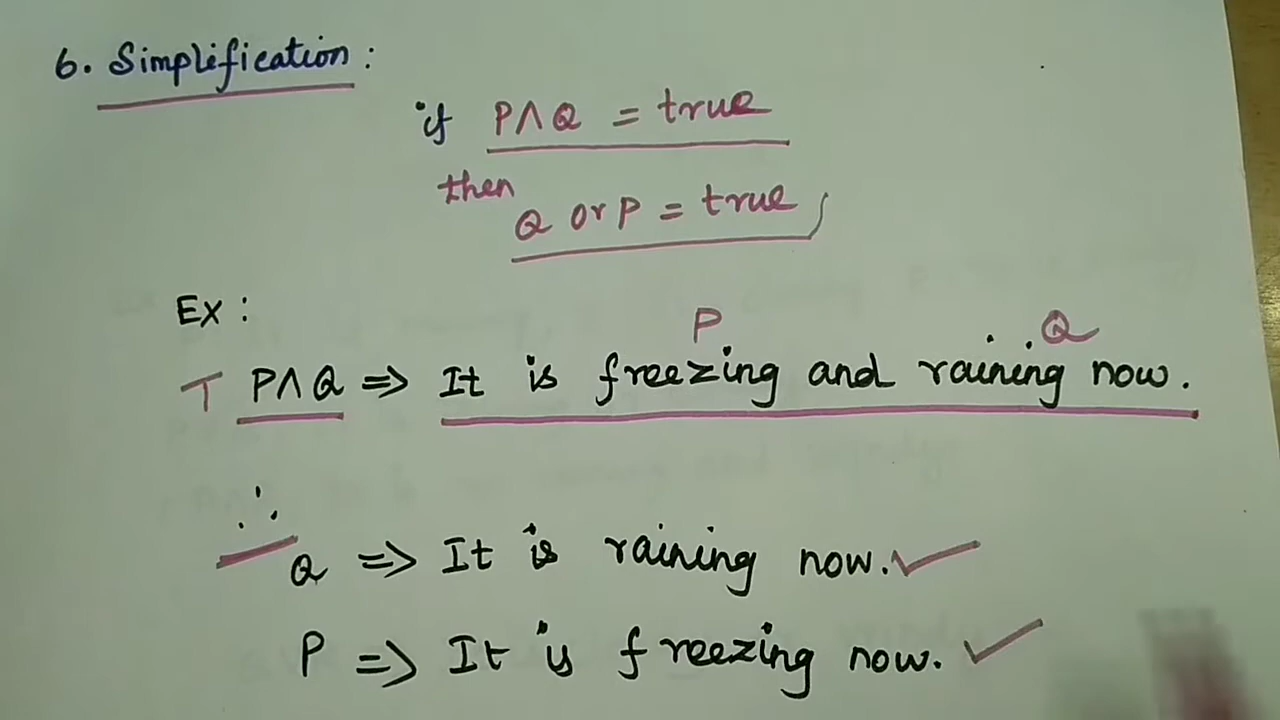 6. Simplification:
if P∧Q = true
then
Q or P = true
Ex:
P Q
T P∧Q => It is freezing and raining now.
∴
Q => It is raining now. ✓
P => It is freezing now. ✓